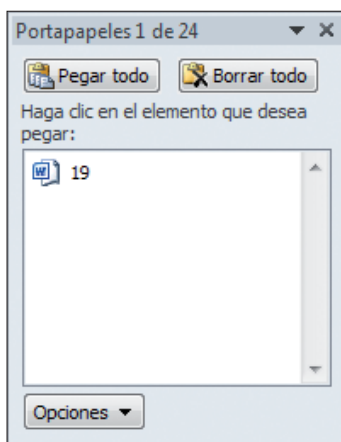 Portapapeles 1 de 24
Pegar todo Borrar todo
Haga clic en el elemento que desea
pegar:
19
Opciones